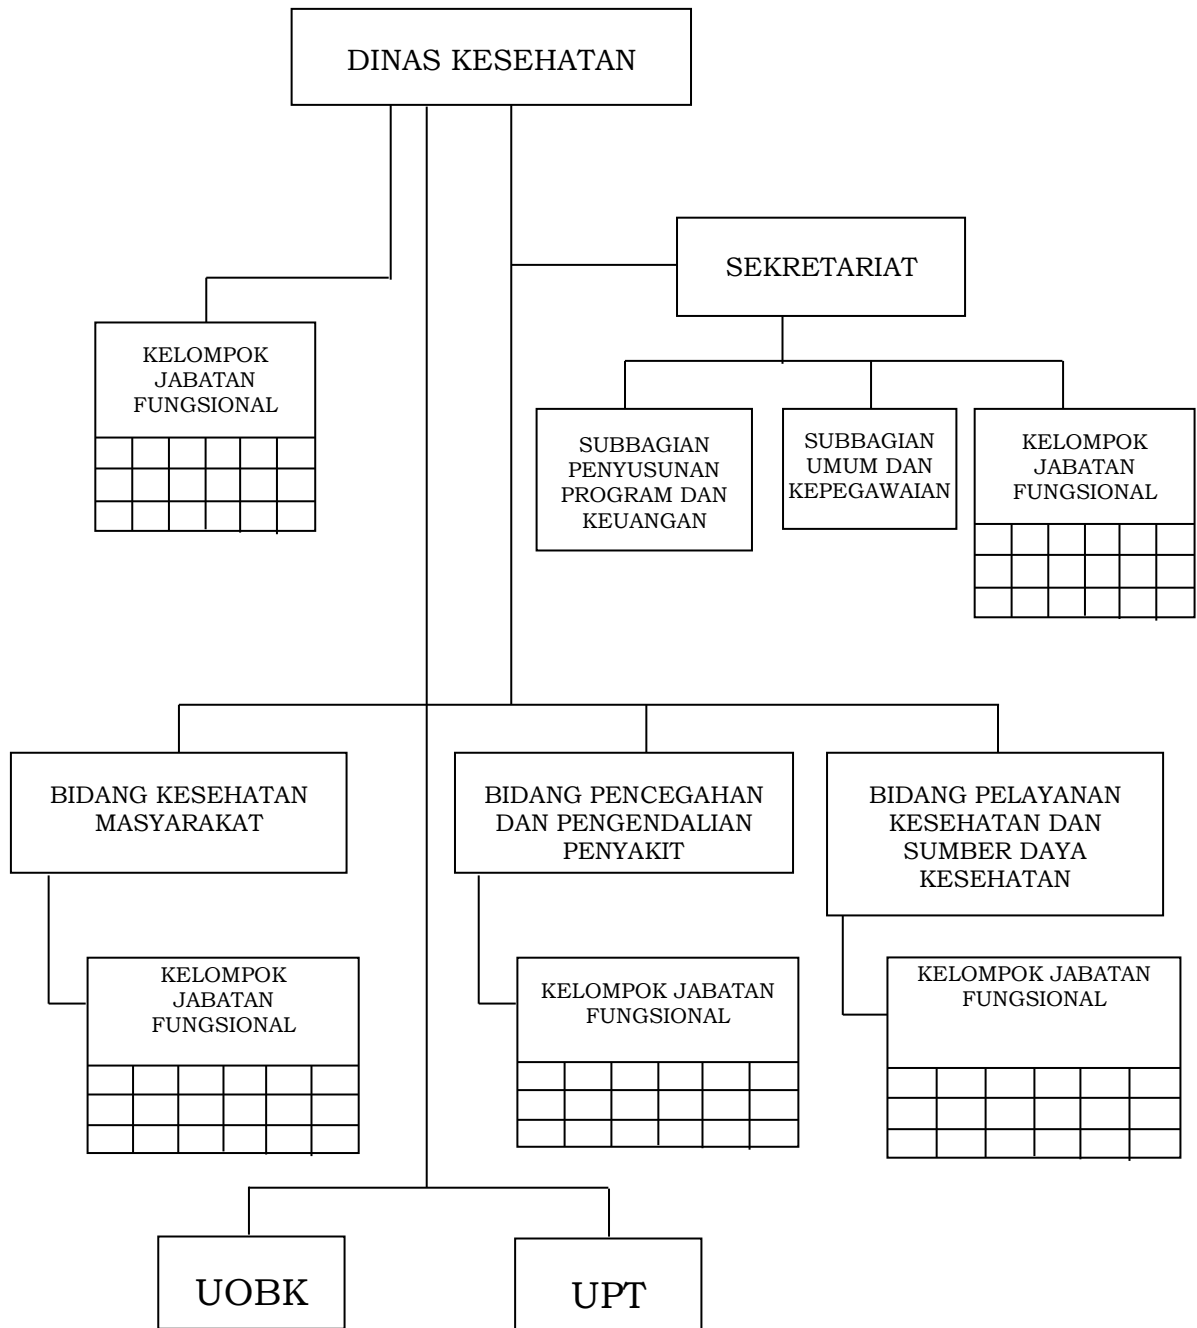 DINAS KESEHATAN
SEKRETARIAT
KELOMPOK
JABATAN
FUNGSIONAL
SUBBAGIAN
PENYUSUNAN
PROGRAM DAN
KEUANGAN
SUBBAGIAN
UMUM DAN
KEPEGAWAIAN
KELOMPOK
JABATAN
FUNGSIONAL
BIDANG KESEHATAN
MASYARAKAT
BIDANG PENCEGAHAN
DAN PENGENDALIAN
PENYAKIT
BIDANG PELAYANAN
KESEHATAN DAN
SUMBER DAYA
KESEHATAN
KELOMPOK
JABATAN
FUNGSIONAL
KELOMPOK JABATAN
FUNGSIONAL
KELOMPOK JABATAN
FUNGSIONAL
UOBK
UPT